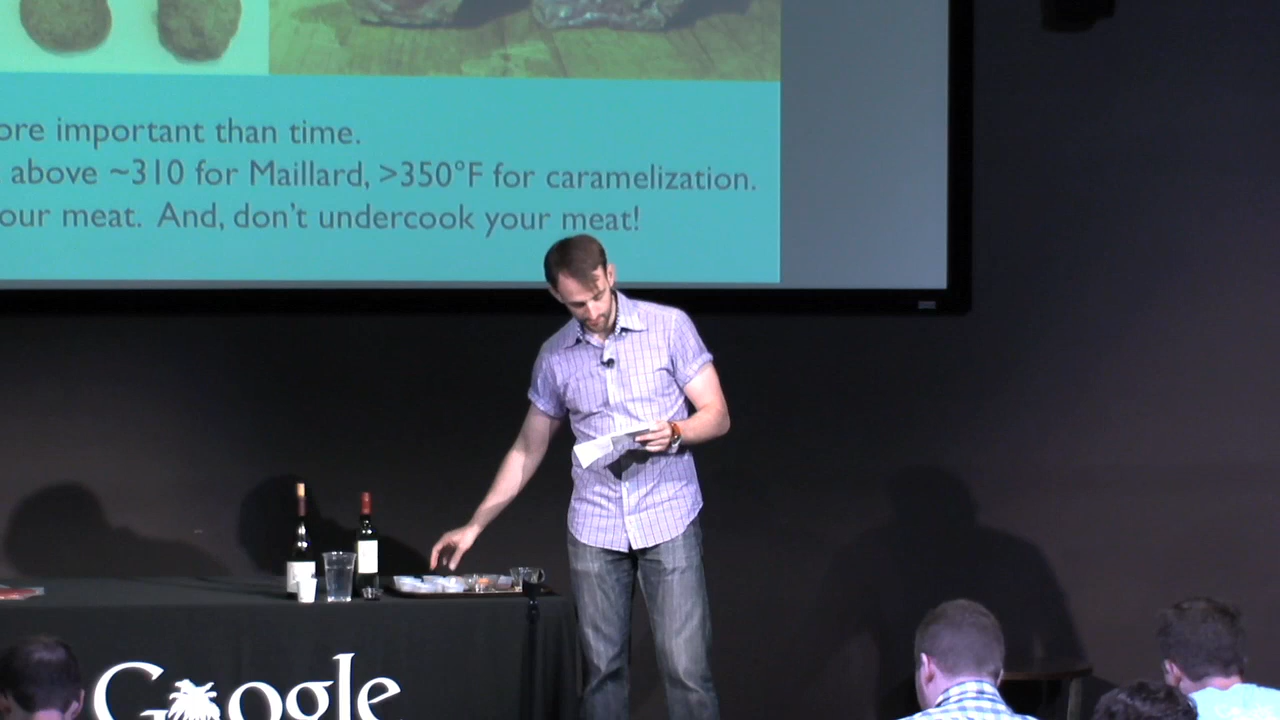 ore important than time.
above ~310 for Maillard, >350°F for caramelization.
our meat. And, don't undercook your meat!
Google